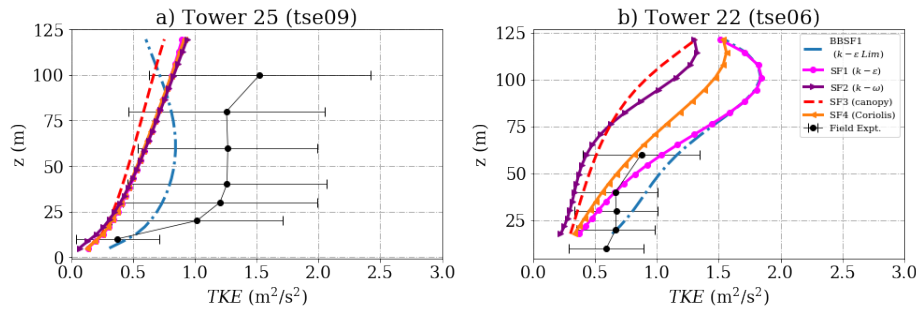 a) Tower 25 (tse09)
125
100
75
50
25
0
z (m)
0.0 0.5 1.0 1.5 2.0 2.5 3.0
TKE (m²/s²)
b) Tower 22 (tse06)
125
100
75
50
25
z (m)
0.0 0.5 1.0 1.5 2.0 2.5 3.0
TKE (m²/s²)
BBSF1
(k − ε Lim)
SF1 (k − ε)
SF2 (k − ω)
SF3 (canopy)
SF4 (Coriolis)
Field Expt.